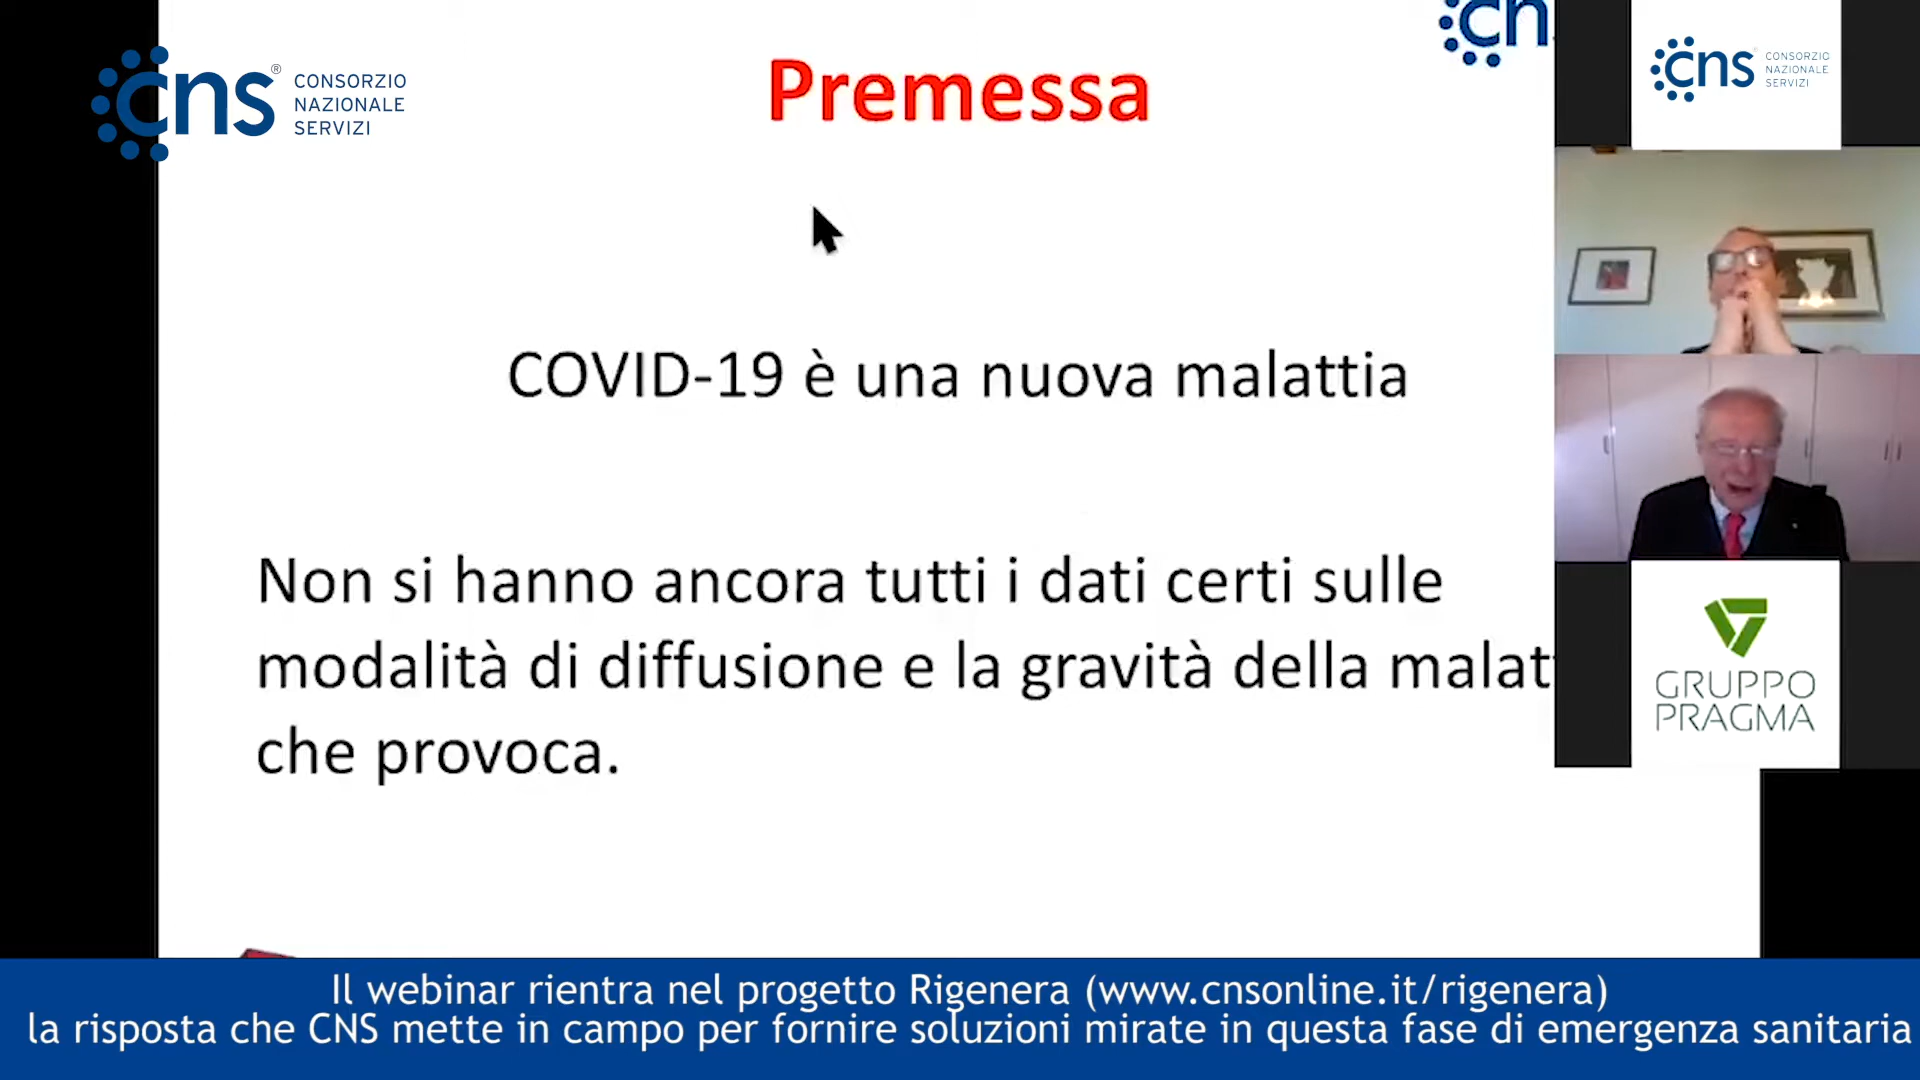 cns® CONSORZIO
NAZIONALE
SERVIZI
Premessa
cns
CONSORZIO
NAZIONALE
SERVIZI
COVID-19 è una nuova malattia
Non si hanno ancora tutti i dati certi sulle
modalità di diffusione e la gravità della malat
che provoca.
GRUPPO
PRAGMA
Il webinar rientra nel progetto Rigenera (www.cnsonline.it/rigenera)
la risposta che CNS mette in campo per fornire soluzioni mirate in questa fase di emergenza sanitaria